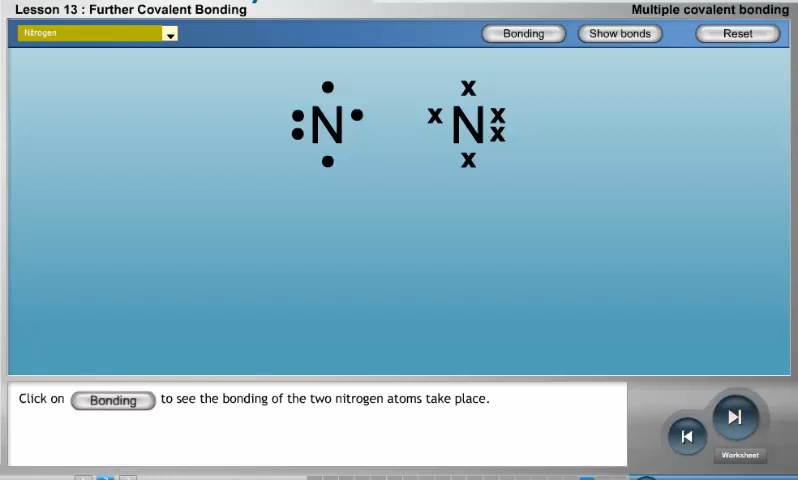 Lesson 13 : Further Covalent Bonding
Multiple covalent bonding
Nitrogen
Bonding
Show bonds
Reset
x
N
x N x
x
x
Click on Bonding to see the bonding of the two nitrogen atoms take place.
Worksheet